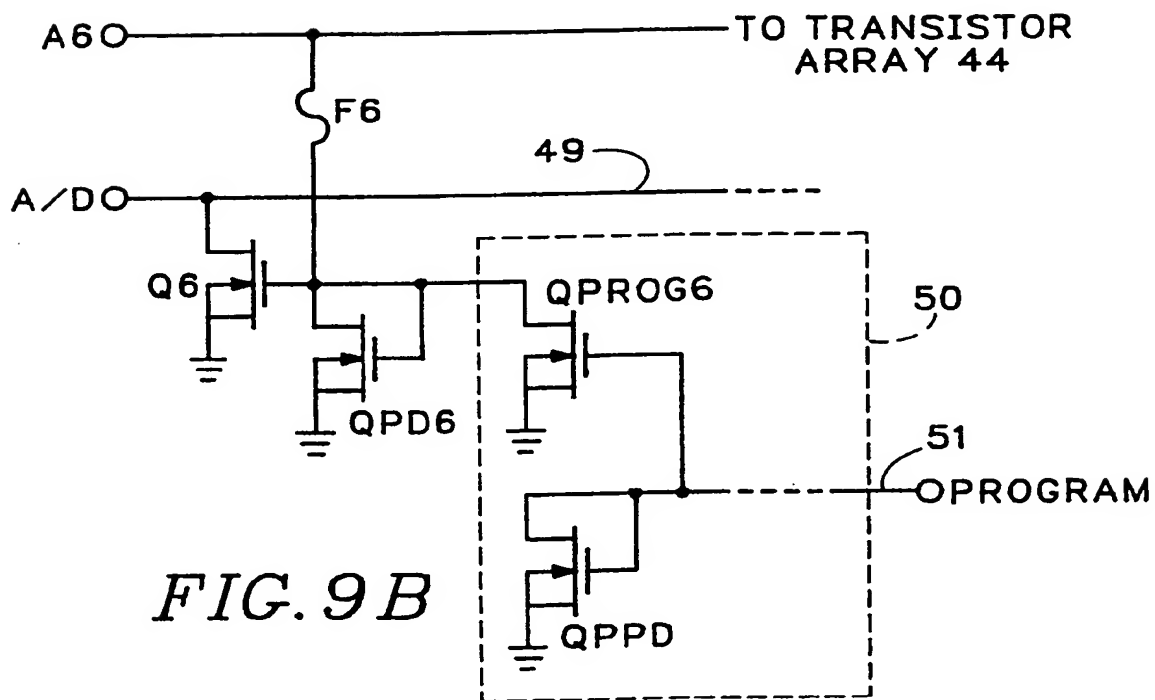 A6
TO TRANSISTOR
ARRAY 44
F6
49
A/D
Q6
QPROG6
50
QPD6
51
PROGRAM
QPPD
FIG. 9B